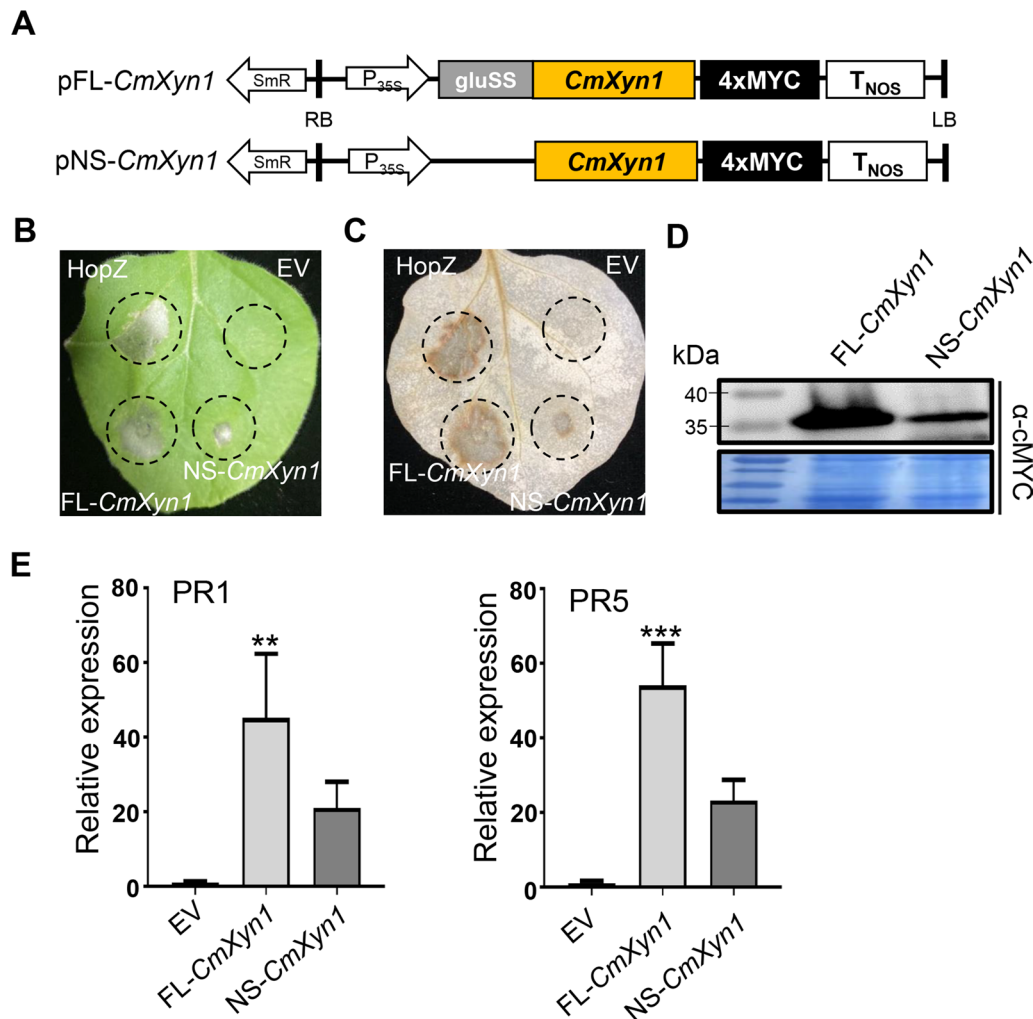 A
pFL-CmXyn1 SmR P35S gluSS CmXyn1 4xMYC TNOS
RB LB
pNS-CmXyn1 SmR P35S CmXyn1 4xMYC TNOS
B
HopZ EV
NS-CmXyn1
FL-CmXyn1
C
HopZ EV
FL-CmXyn1
NS-CmXyn1
D
FL-CmXyn1 NS-CmXyn1
kDa
40
35
α-cMYC
E
PR1
Relative expression
80
60
40
20
0
**
EV FL-CmXyn1 NS-CmXyn1
PR5
Relative expression
80
60
40
20
0
***
EV FL-CmXyn1 NS-CmXyn1